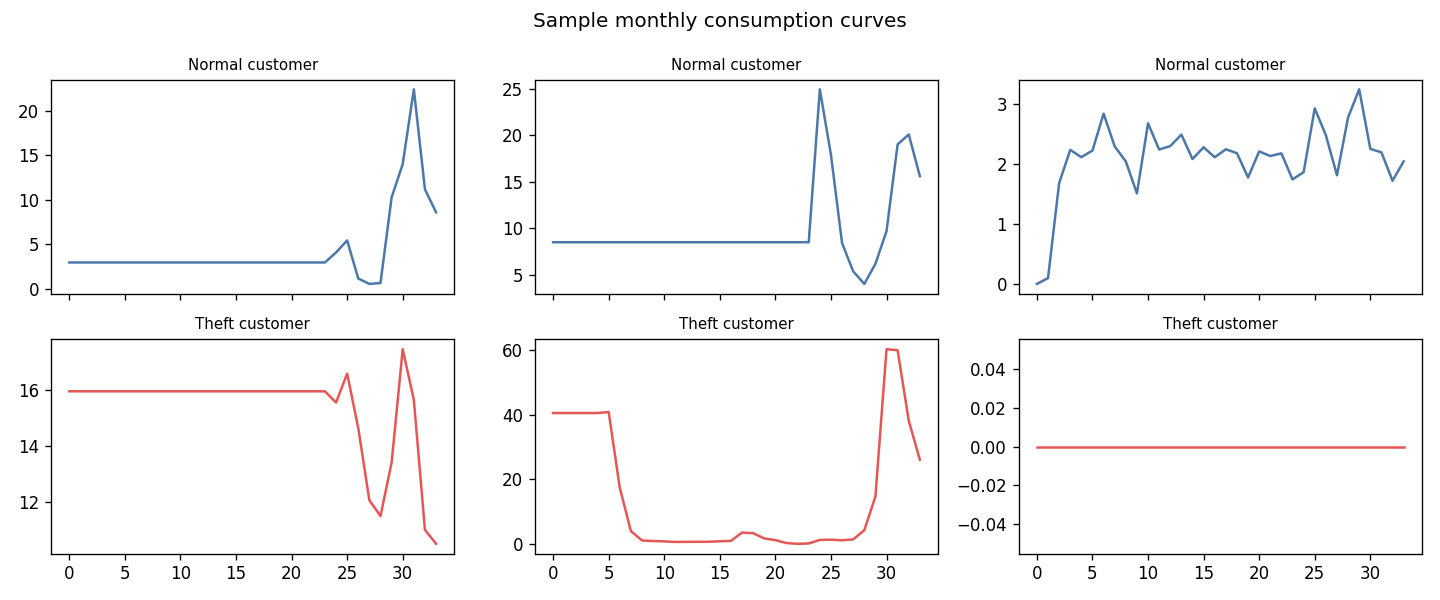 Sample monthly consumption curves
Normal customer
Normal customer
Normal customer
20
15
10
5
0
25
20
15
10
5
3
2
1
0
Theft customer
Theft customer
Theft customer
16
14
12
60
40
20
0
0.04
0.02
0.00
−0.02
−0.04
0 5 10 15 20 25 30
0 5 10 15 20 25 30
0 5 10 15 20 25 30